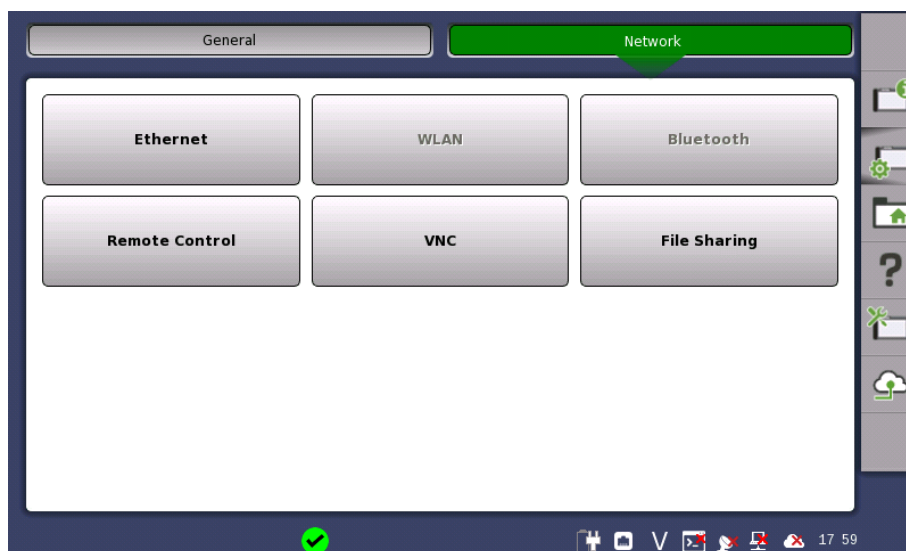 General
Network
Ethernet
WLAN
Bluetooth
Remote Control
VNC
File Sharing
?
V
17 59